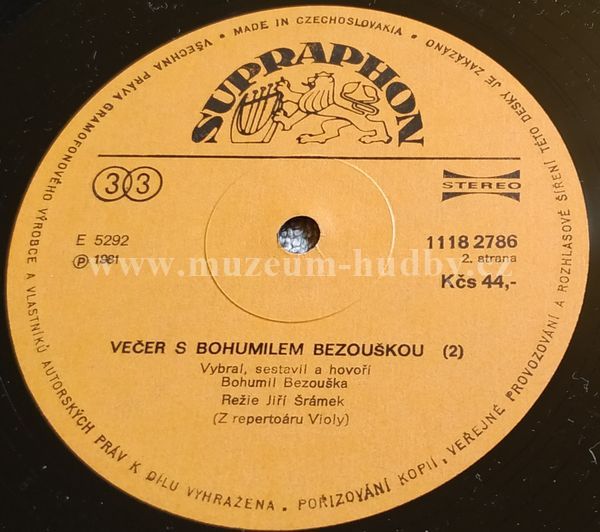 VŠECHNA PRÁVA GRAMOFONOVÉHO VÝROBCE A VLASTNÍKŮ AUTORSKÝCH PRÁV K DÍLU VYHRAŽENA . POŘIZOVÁNÍ KOPIÍ, VEŘEJNÉ PROVOZOVÁNÍ A ROZHLASOVÉ ŠÍŘENÍ TÉTO DESKY JE ZAKÁZÁNO
MADE IN CZECHOSLOVAKIA
SUPRAPHON
33
STEREO
E 5292
Ⓟ 1981
1118 2786
2. strana
Kčs 44,-
www.muzeum-hudby.cz
VEČER S BOHUMILEM BEZOUŠKOU (2)
Vybral, sestavil a hovoří
Bohumil Bezouška
Režie Jiří Šrámek
(Z repertoáru Violy)